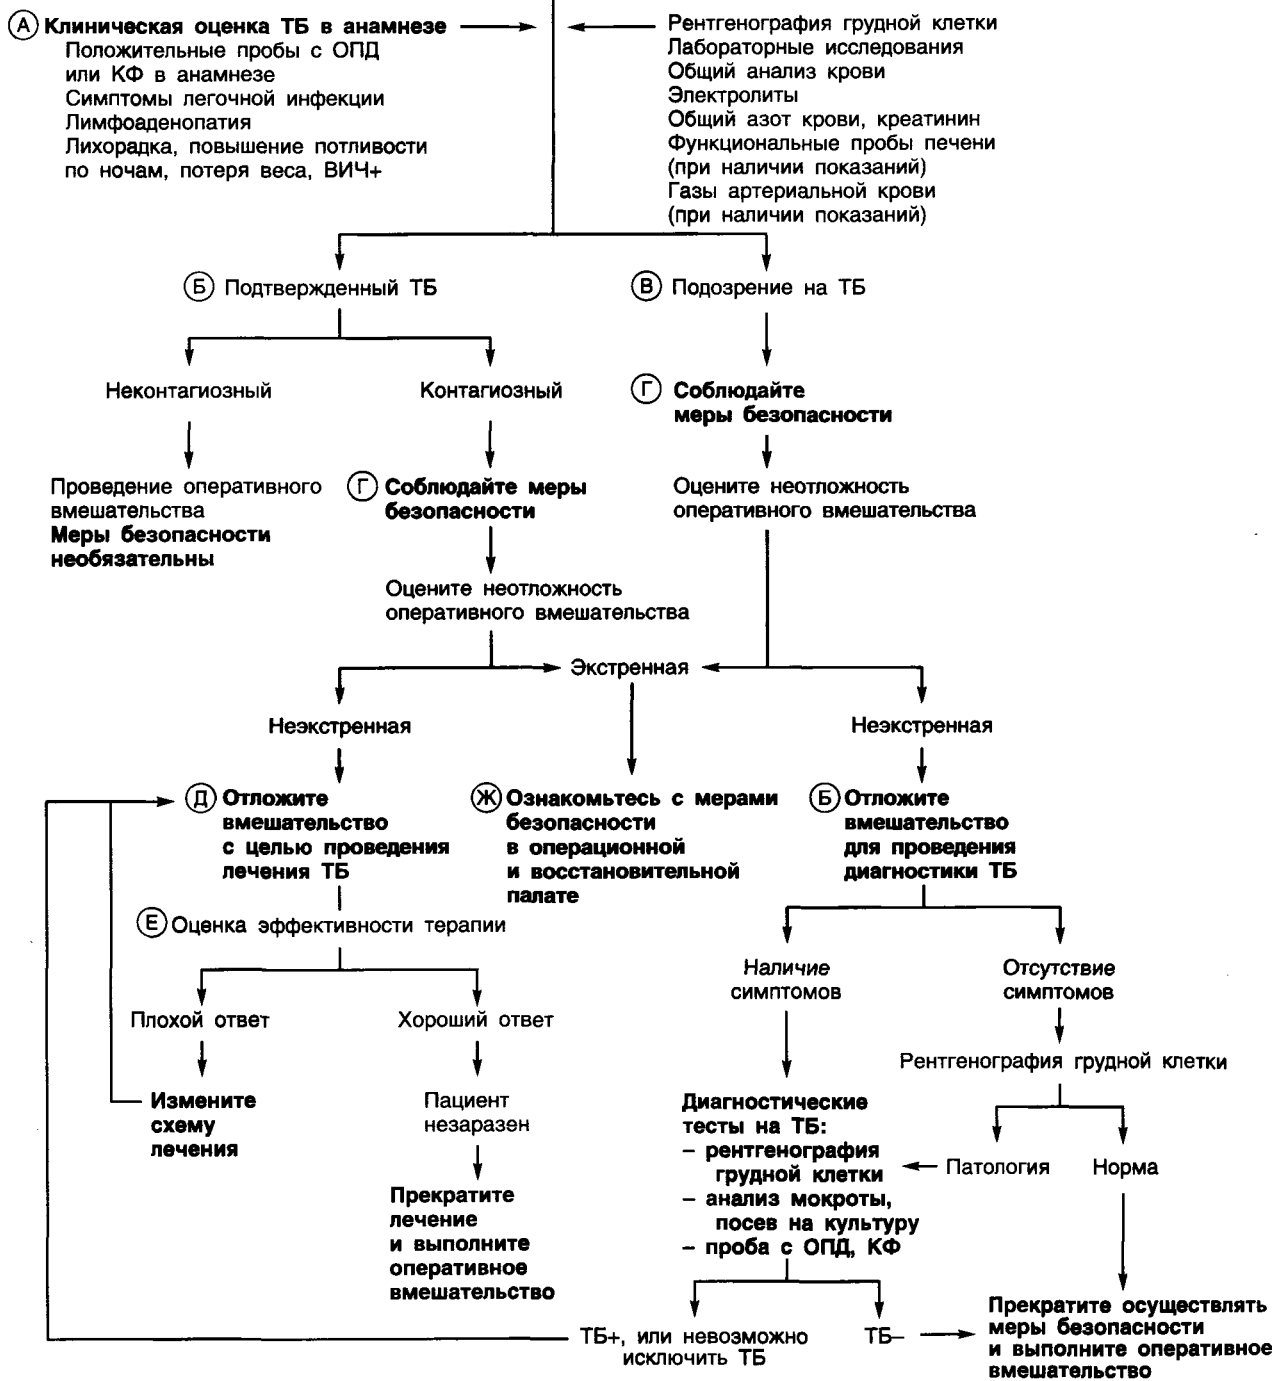 А Клиническая оценка ТБ в анамнезе
Положительные пробы с ОПД
или КФ в анамнезе
Симптомы легочной инфекции
Лимфоаденопатия
Лихорадка, повышение потливости
по ночам, потеря веса, ВИЧ+
Рентгенография грудной клетки
Лабораторные исследования
Общий анализ крови
Электролиты
Общий азот крови, креатинин
Функциональные пробы печени
(при наличии показаний)
Газы артериальной крови
(при наличии показаний)
Б Подтвержденный ТБ
В Подозрение на ТБ
Неконтагиозный
Контагиозный
Г Соблюдайте
меры безопасности
Проведение оперативного
вмешательства
Меры безопасности
необязательны
Г Соблюдайте меры
безопасности
Оцените неотложность
оперативного вмешательства
Оцените неотложность
оперативного вмешательства
Экстренная
Неэкстренная
Неэкстренная
Д Отложите
вмешательство
с целью проведения
лечения ТБ
Ж Ознакомьтесь с мерами
безопасности
в операционной
и восстановительной
палате
Б Отложите
вмешательство
для проведения
диагностики ТБ
Е Оценка эффективности терапии
Наличие
симптомов
Отсутствие
симптомов
Плохой ответ
Хороший ответ
Рентгенография грудной клетки
Измените
схему
лечения
Пациент
незаразен
Диагностические
тесты на ТБ:
– рентгенография
грудной клетки
– анализ мокроты,
посев на культуру
– проба с ОПД, КФ
Патология
Норма
Прекратите
лечение
и выполните
оперативное
вмешательство
ТБ+, или невозможно
исключить ТБ
ТБ–
Прекратите осуществлять
меры безопасности
и выполните оперативное
вмешательство